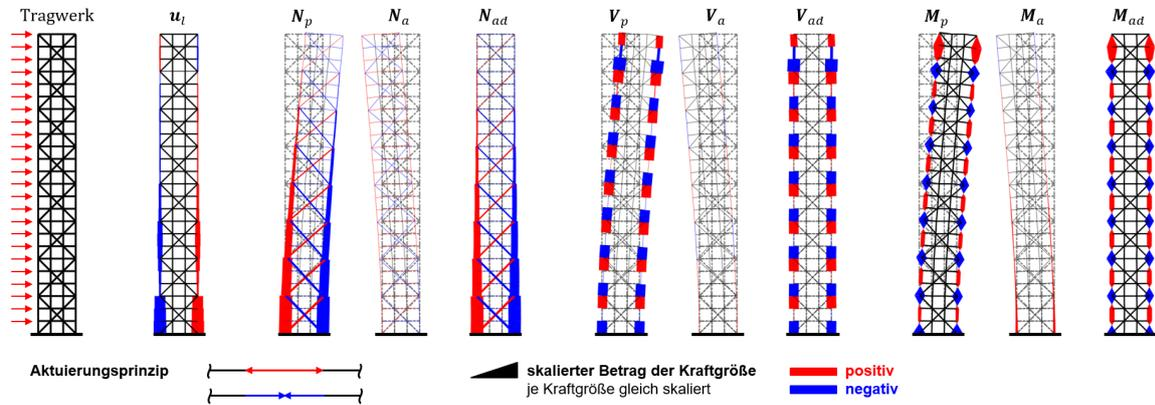 Tragwerk u_l N_p N_a N_ad V_p V_a V_ad M_p M_a M_ad
Aktuierungsprinzip
skalierter Betrag der Kraftgröße
je Kraftgröße gleich skaliert
positiv
negativ